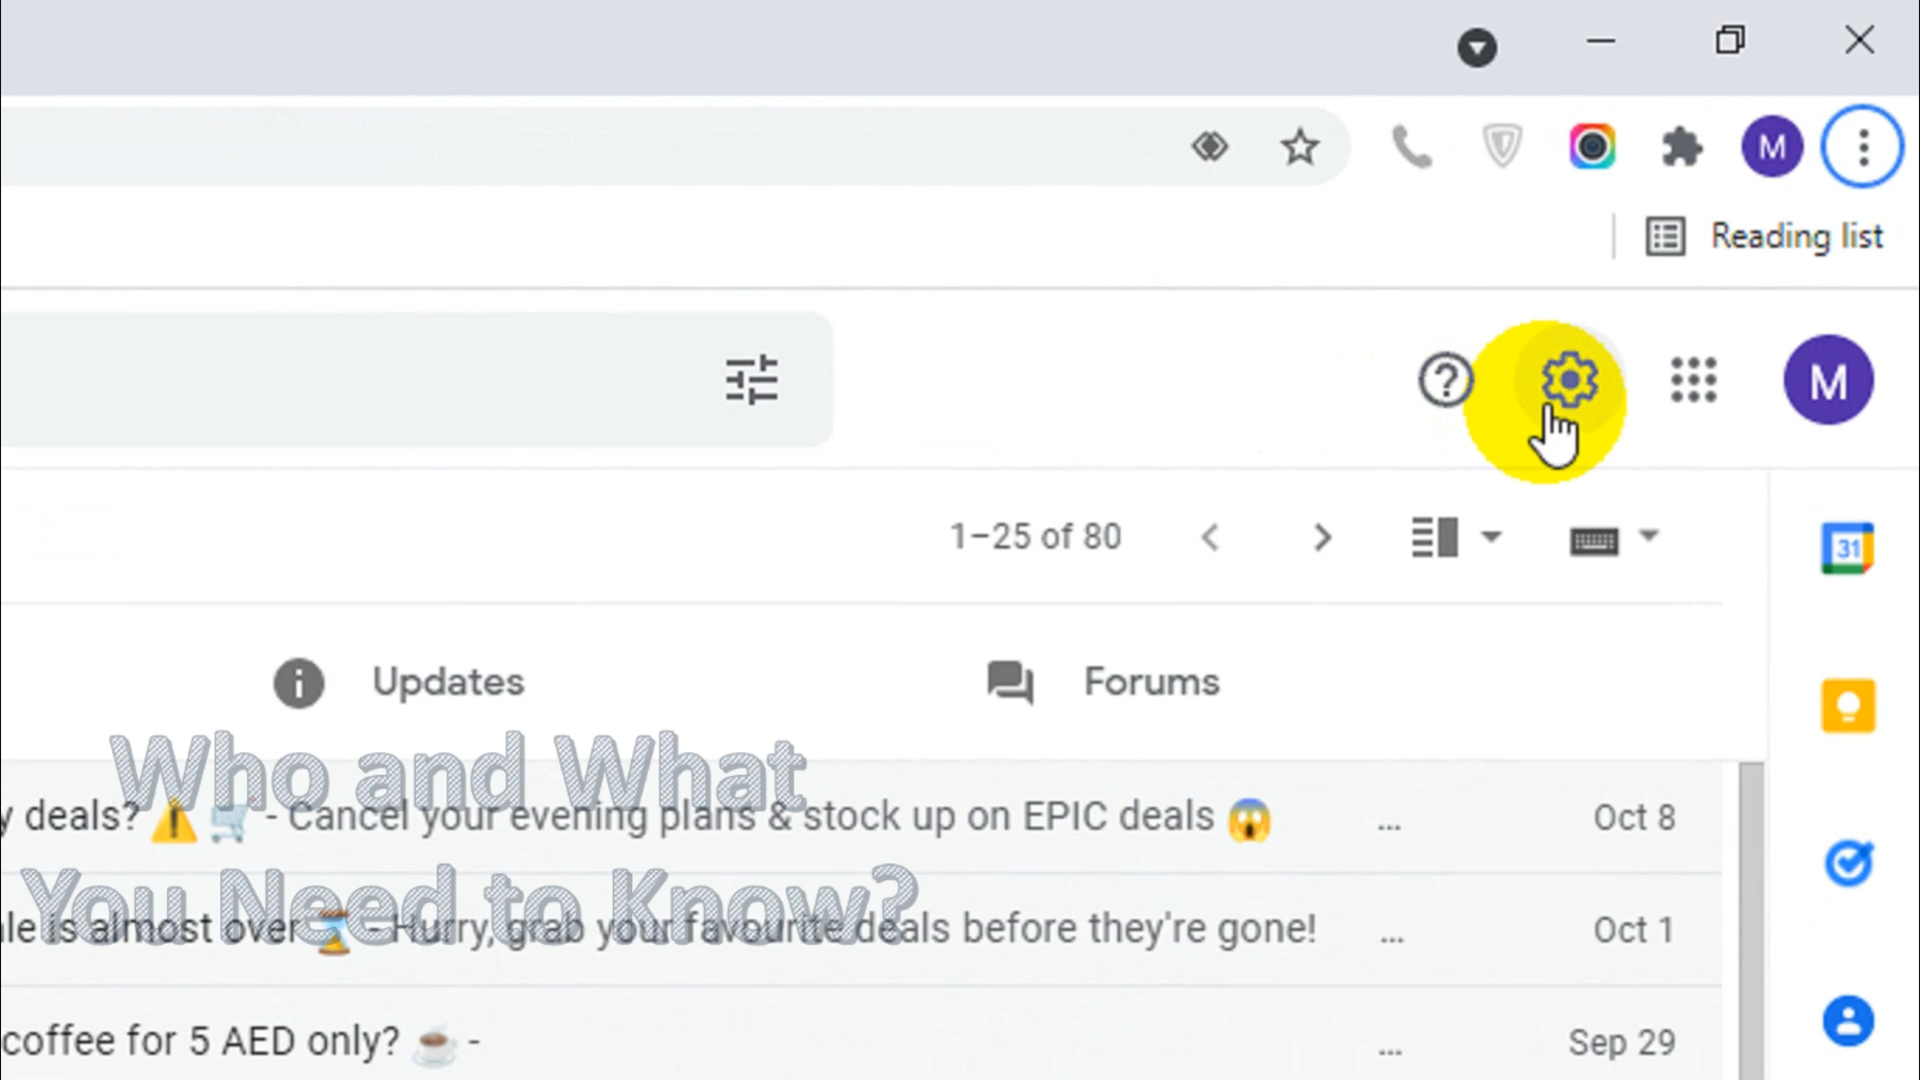 M
Reading list
M
1–25 of 80
31
Updates
Forums
Who and What
You Need to Know?
y deals? ⚠️ 🛒 - Cancel your evening plans & stock up on EPIC deals 😱 ... Oct 8
le is almost over ⌛ - Hurry, grab your favourite deals before they're gone! ... Oct 1
coffee for 5 AED only? ☕ - ... Sep 29